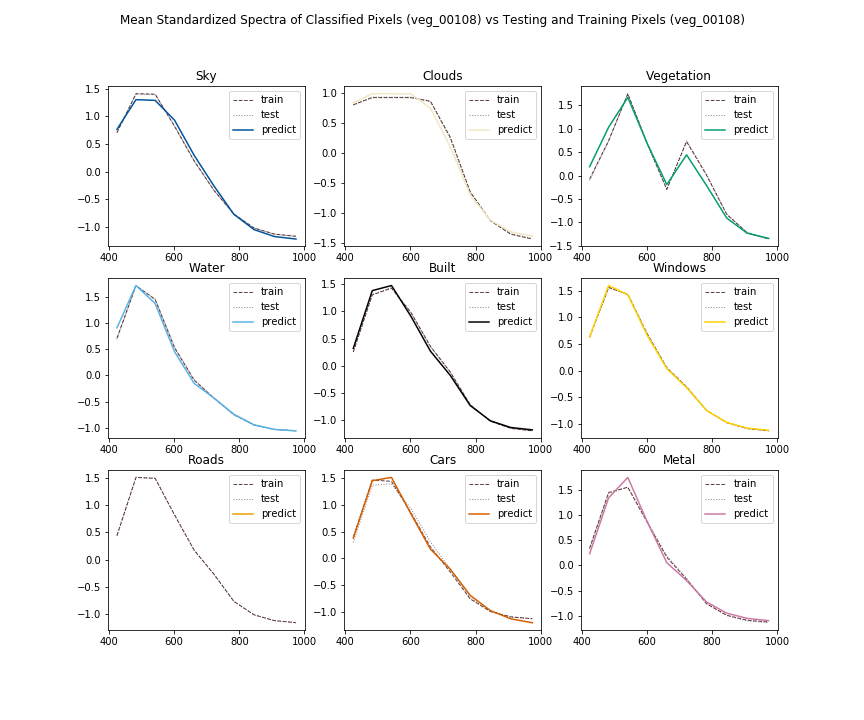 Mean Standardized Spectra of Classified Pixels (veg_00108) vs Testing and Training Pixels (veg_00108)
Sky
Clouds
Vegetation
1.5
1.0
0.5
0.0
−0.5
−1.0
train
test
predict
400
600
800
1000
1.0
0.5
0.0
−0.5
−1.0
−1.5
train
test
predict
400
600
800
1000
1.5
1.0
0.5
0.0
−0.5
−1.0
−1.5
train
test
predict
400
600
800
1000
Water
Built
Windows
1.5
1.0
0.5
0.0
−0.5
−1.0
train
test
predict
400
600
800
1000
1.5
1.0
0.5
0.0
−0.5
−1.0
train
test
predict
400
600
800
1000
1.5
1.0
0.5
0.0
−0.5
−1.0
train
test
predict
400
600
800
1000
Roads
Cars
Metal
1.5
1.0
0.5
0.0
−0.5
−1.0
train
test
predict
400
600
800
1000
1.5
1.0
0.5
0.0
−0.5
−1.0
train
test
predict
400
600
800
1000
1.5
1.0
0.5
0.0
−0.5
−1.0
train
test
predict
400
600
800
1000